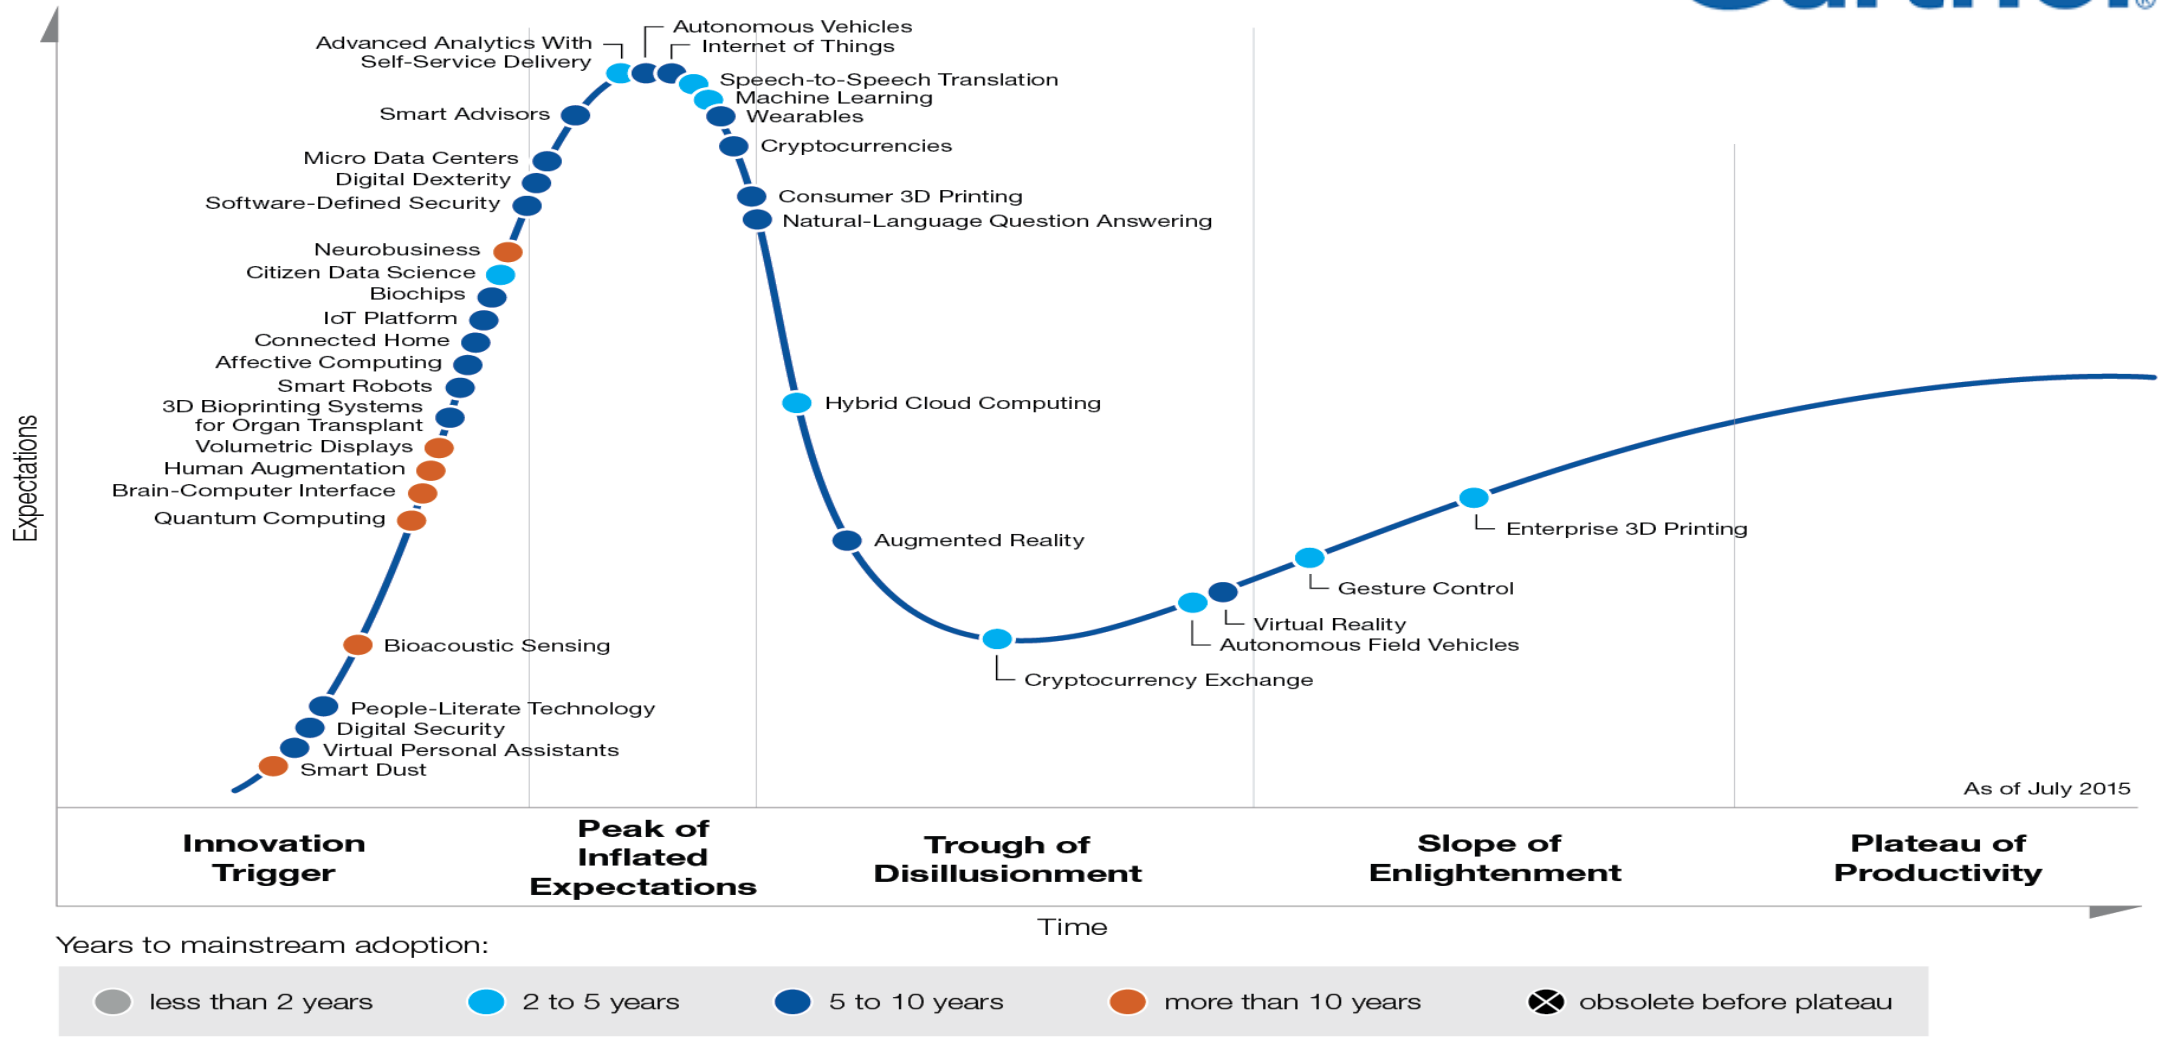 Autonomous Vehicles
Advanced Analytics With
Self-Service Delivery
Internet of Things
Speech-to-Speech Translation
Machine Learning
Wearables
Smart Advisors
Cryptocurrencies
Micro Data Centers
Digital Dexterity
Software-Defined Security
Consumer 3D Printing
Natural-Language Question Answering
Neurobusiness
Citizen Data Science
Biochips
IoT Platform
Connected Home
Affective Computing
Smart Robots
3D Bioprinting Systems
for Organ Transplant
Volumetric Displays
Human Augmentation
Brain-Computer Interface
Quantum Computing
Hybrid Cloud Computing
Augmented Reality
Enterprise 3D Printing
Gesture Control
Virtual Reality
Autonomous Field Vehicles
Cryptocurrency Exchange
Bioacoustic Sensing
People-Literate Technology
Digital Security
Virtual Personal Assistants
Smart Dust
Expectations
As of July 2015
Innovation
Trigger
Peak of
Inflated
Expectations
Trough of
Disillusionment
Slope of
Enlightenment
Plateau of
Productivity
Time
Years to mainstream adoption:
less than 2 years
2 to 5 years
5 to 10 years
more than 10 years
obsolete before plateau